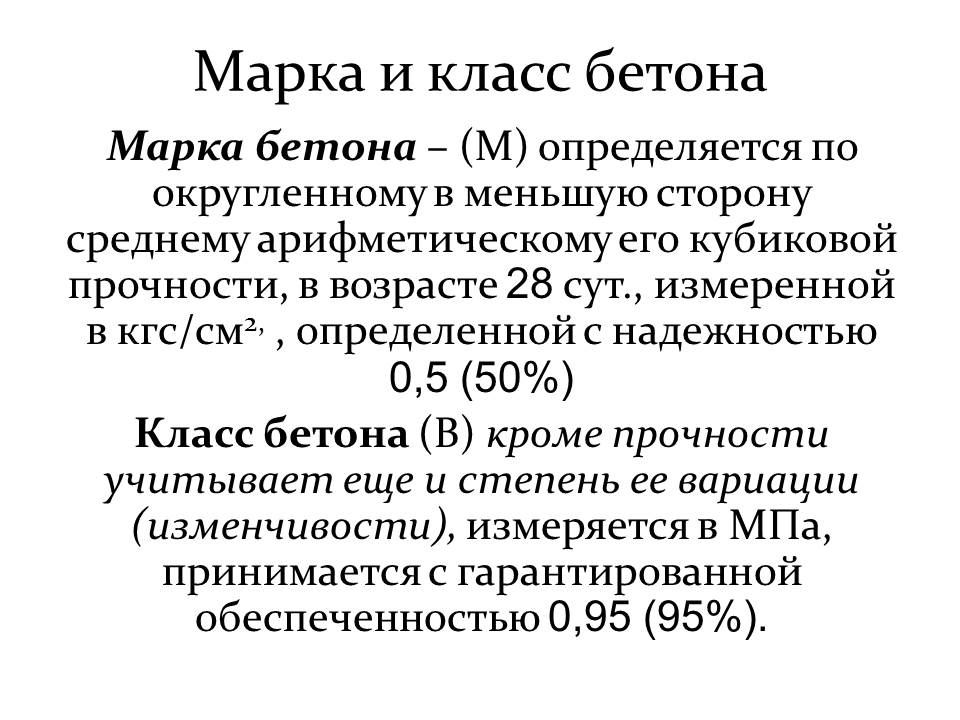 Марка и класс бетона
Марка бетона – (М) определяется по
округленному в меньшую сторону
среднему арифметическому его кубиковой
прочности, в возрасте 28 сут., измеренной
в кгс/см², , определенной с надежностью
0,5 (50%)
Класс бетона (В) кроме прочности
учитывает еще и степень ее вариации
(изменчивости), измеряется в МПа,
принимается с гарантированной
обеспеченностью 0,95 (95%).